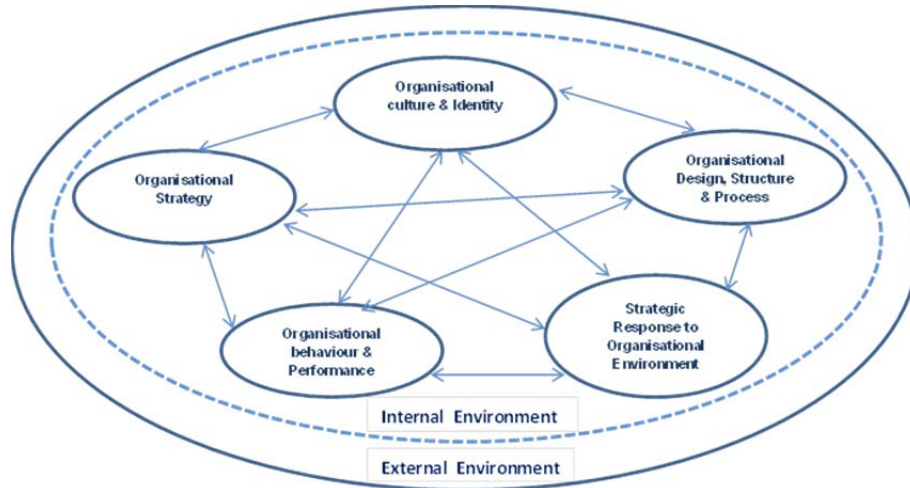 Organisational
culture & Identity
Organisational
Strategy
Organisational
Design, Structure
& Process
Organisational
behaviour &
Performance
Strategic
Response to
Organisational
Environment
Internal Environment
External Environment